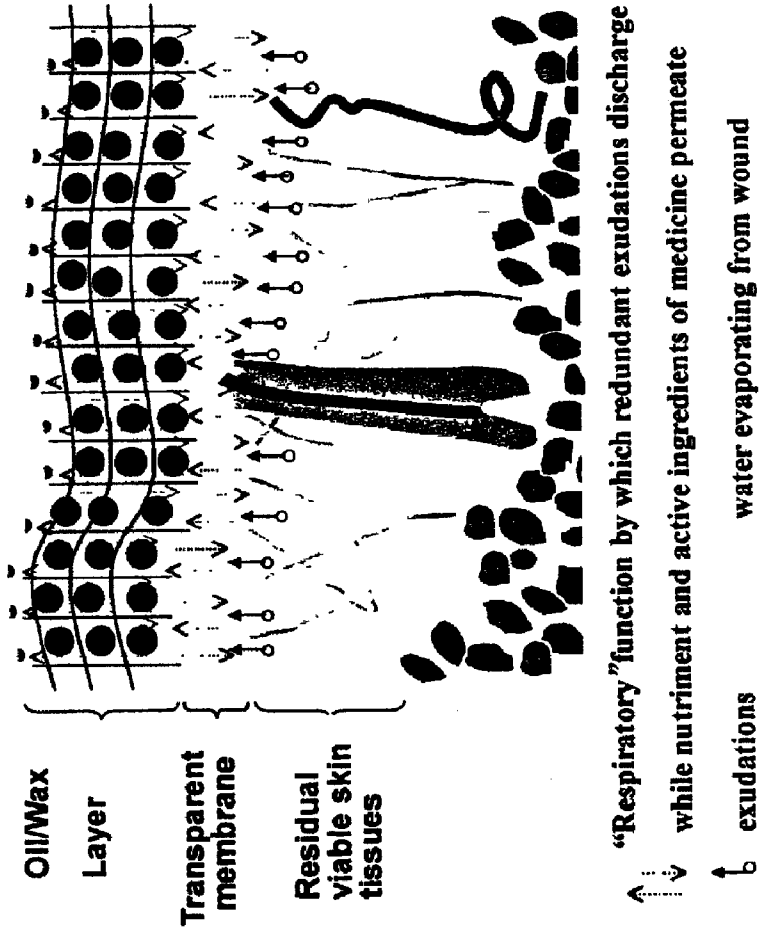 Oil/Wax
Layer
Transparent
membrane
Residual
viable skin
tissues
“Respiratory”function by which redundant exudations discharge
while nutriment and active ingredients of medicine permeate
exudations water evaporating from wound